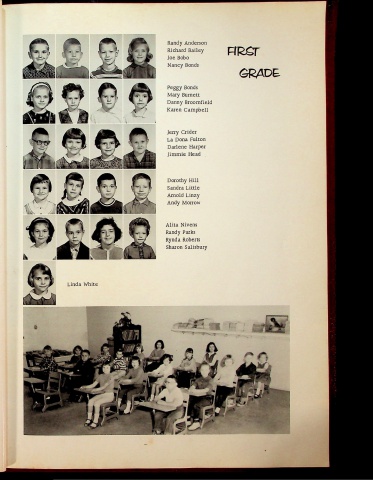 Randy Anderson
Richard Bailey
Joe Bobo
Nancy Bonds
FIRST
GRADE
Peggy Bonds
Mary Burnett
Danny Broomfield
Karen Campbell
Jerry Crider
La Dona Fulton
Darlene Harper
Jimmie Head
Dorothy Hill
Sandra Little
Arnold Linzy
Andy Morrow
Alita Nivens
Randy Parks
Rynda Roberts
Sharon Salisbury
Linda White